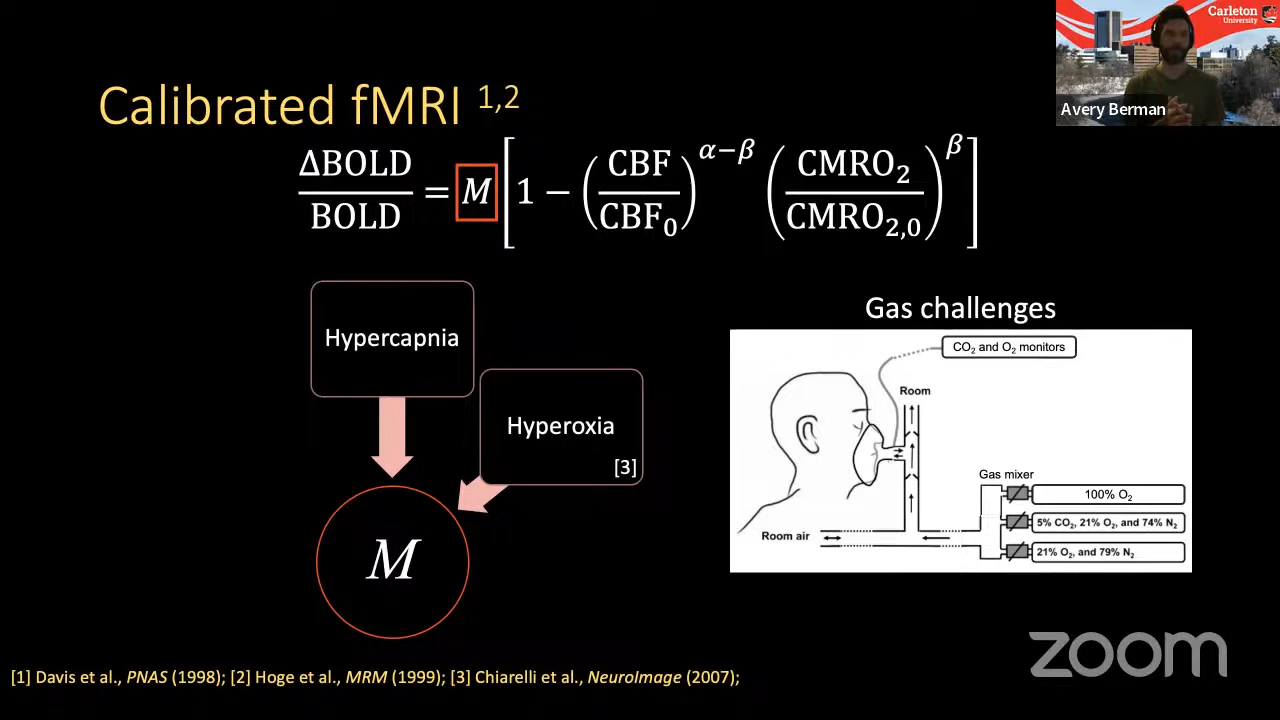 Carleton
University
Avery Berman
Calibrated fMRI 1,2
ΔBOLD/BOLD = M[1 − (CBF/CBF₀)^(α−β) (CMRO₂/CMRO₂,₀)^β]
Hypercapnia
Hyperoxia
[3]
M
Gas challenges
CO₂ and O₂ monitors
Room
Gas mixer
100% O₂
5% CO₂, 21% O₂, and 74% N₂
Room air
21% O₂, and 79% N₂
zoom
[1] Davis et al., PNAS (1998); [2] Hoge et al., MRM (1999); [3] Chiarelli et al., NeuroImage (2007);